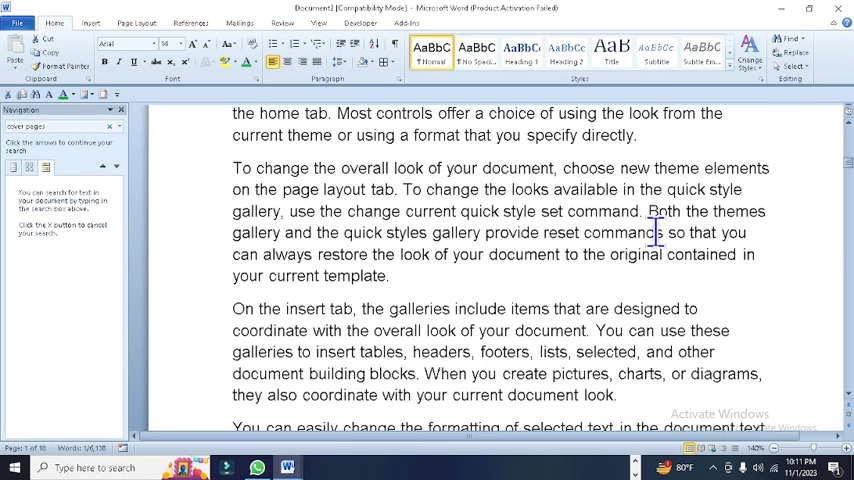 Document2 [Compatibility Mode] - Microsoft Word (Product Activation Failed)
File Home Insert Page Layout References Mailings Review View Developer Add-Ins
Cut
Copy
Format Painter
Paste
Arial 14
AaBbC AaBbC AaBbC AaBbCc AaB AaBbCc AaBbC
¶ Normal ¶ No Spaci... Heading 1 Heading 2 Title Subtitle Subtle Em...
Change
Styles
Find
Replace
Select
Clipboard Font Paragraph Styles Editing
Navigation
cover pages
Click the arrows to continue your
search
You can search for text in
your document by typing in
the search box above.
Click the X button to cancel
your search.
the home tab. Most controls offer a choice of using the look from the
current theme or using a format that you specify directly.
To change the overall look of your document, choose new theme elements
on the page layout tab. To change the looks available in the quick style
gallery, use the change current quick style set command. Both the themes
gallery and the quick styles gallery provide reset commands so that you
can always restore the look of your document to the original contained in
your current template.
On the insert tab, the galleries include items that are designed to
coordinate with the overall look of your document. You can use these
galleries to insert tables, headers, footers, lists, selected, and other
document building blocks. When you create pictures, charts, or diagrams,
they also coordinate with your current document look.
You can easily change the formatting of selected text in the document text
Activate Windows
Page: 1 of 18 Words: 1/6,138 140%
Type here to search
80°F
10:11 PM
11/1/2023